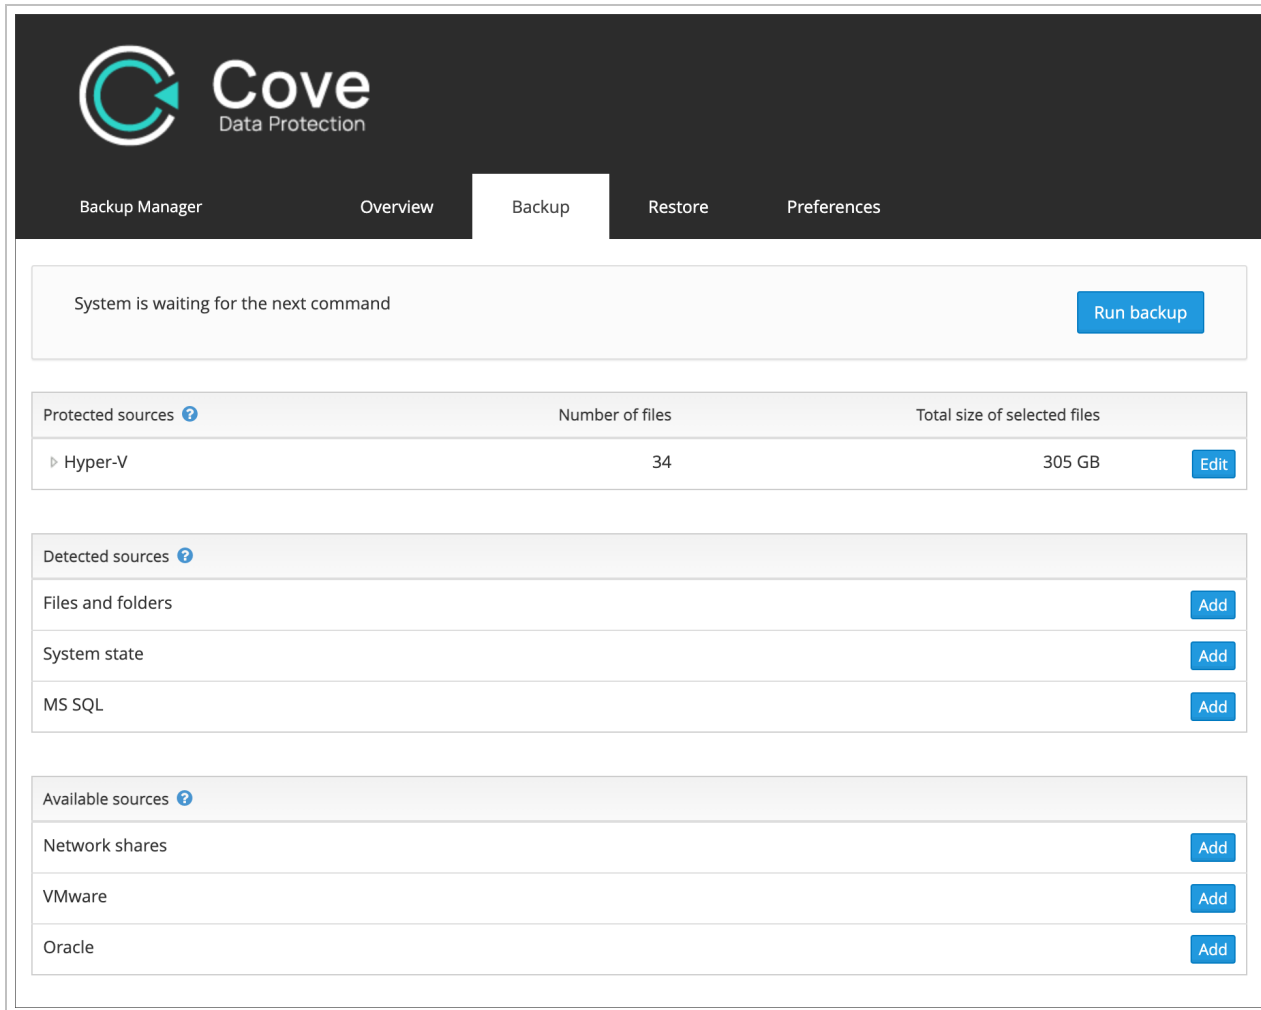 Cove
Data Protection
Backup Manager Overview Backup Restore Preferences
System is waiting for the next command Run backup
Protected sources ? Number of files Total size of selected files
Hyper-V 34 305 GB Edit
Detected sources ?
Files and folders Add
System state Add
MS SQL Add
Available sources ?
Network shares Add
VMware Add
Oracle Add